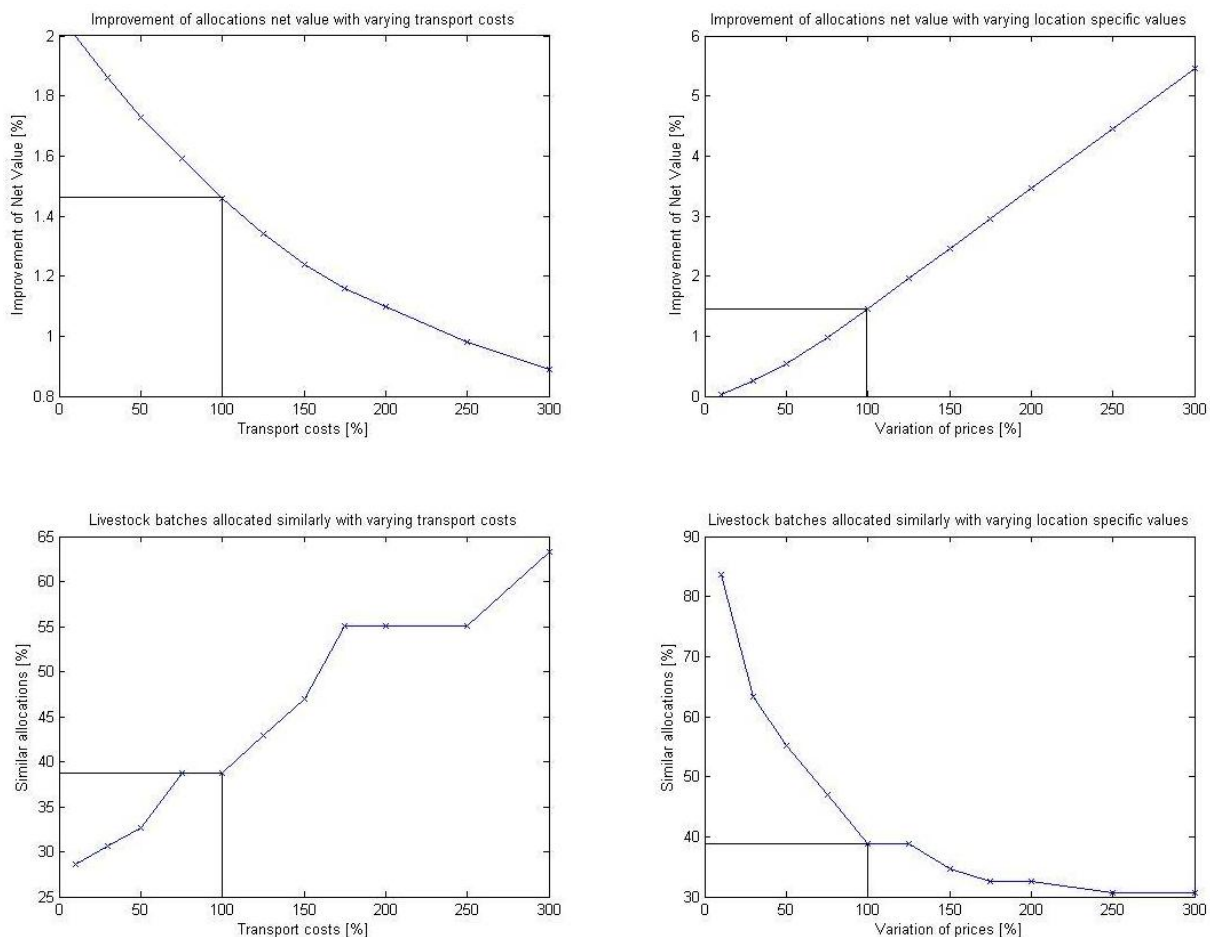 Improvement of allocations net value with varying transport costs
2
1.8
1.6
1.4
1.2
1
0.8
Improvement of Net Value [%]
0 50 100 150 200 250 300
Transport costs [%]
Improvement of allocations net value with varying location specific values
6
5
4
3
2
1
0
Improvement of Net Value [%]
0 50 100 150 200 250 300
Variation of prices [%]
Livestock batches allocated similarly with varying transport costs
65
60
55
50
45
40
35
30
25
Similar allocations [%]
0 50 100 150 200 250 300
Transport costs [%]
Livestock batches allocated similarly with varying location specific values
90
80
70
60
50
40
30
Similar allocations [%]
0 50 100 150 200 250 300
Variation of prices [%]